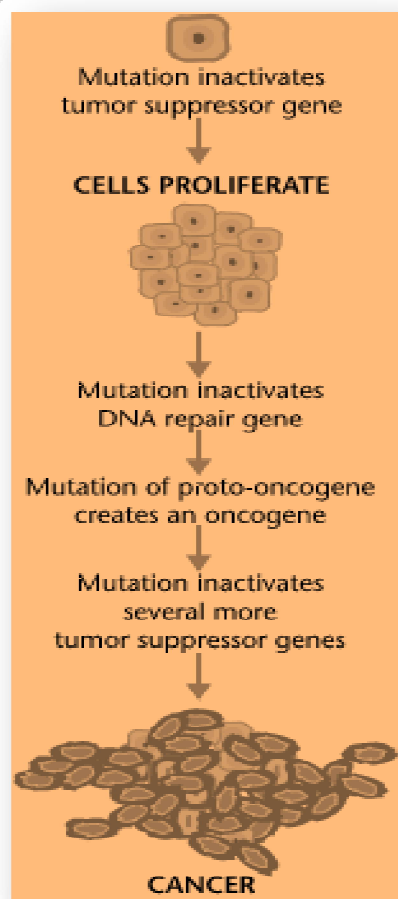 Mutation inactivates
tumor suppressor gene
CELLS PROLIFERATE
Mutation inactivates
DNA repair gene
Mutation of proto-oncogene
creates an oncogene
Mutation inactivates
several more
tumor suppressor genes
CANCER